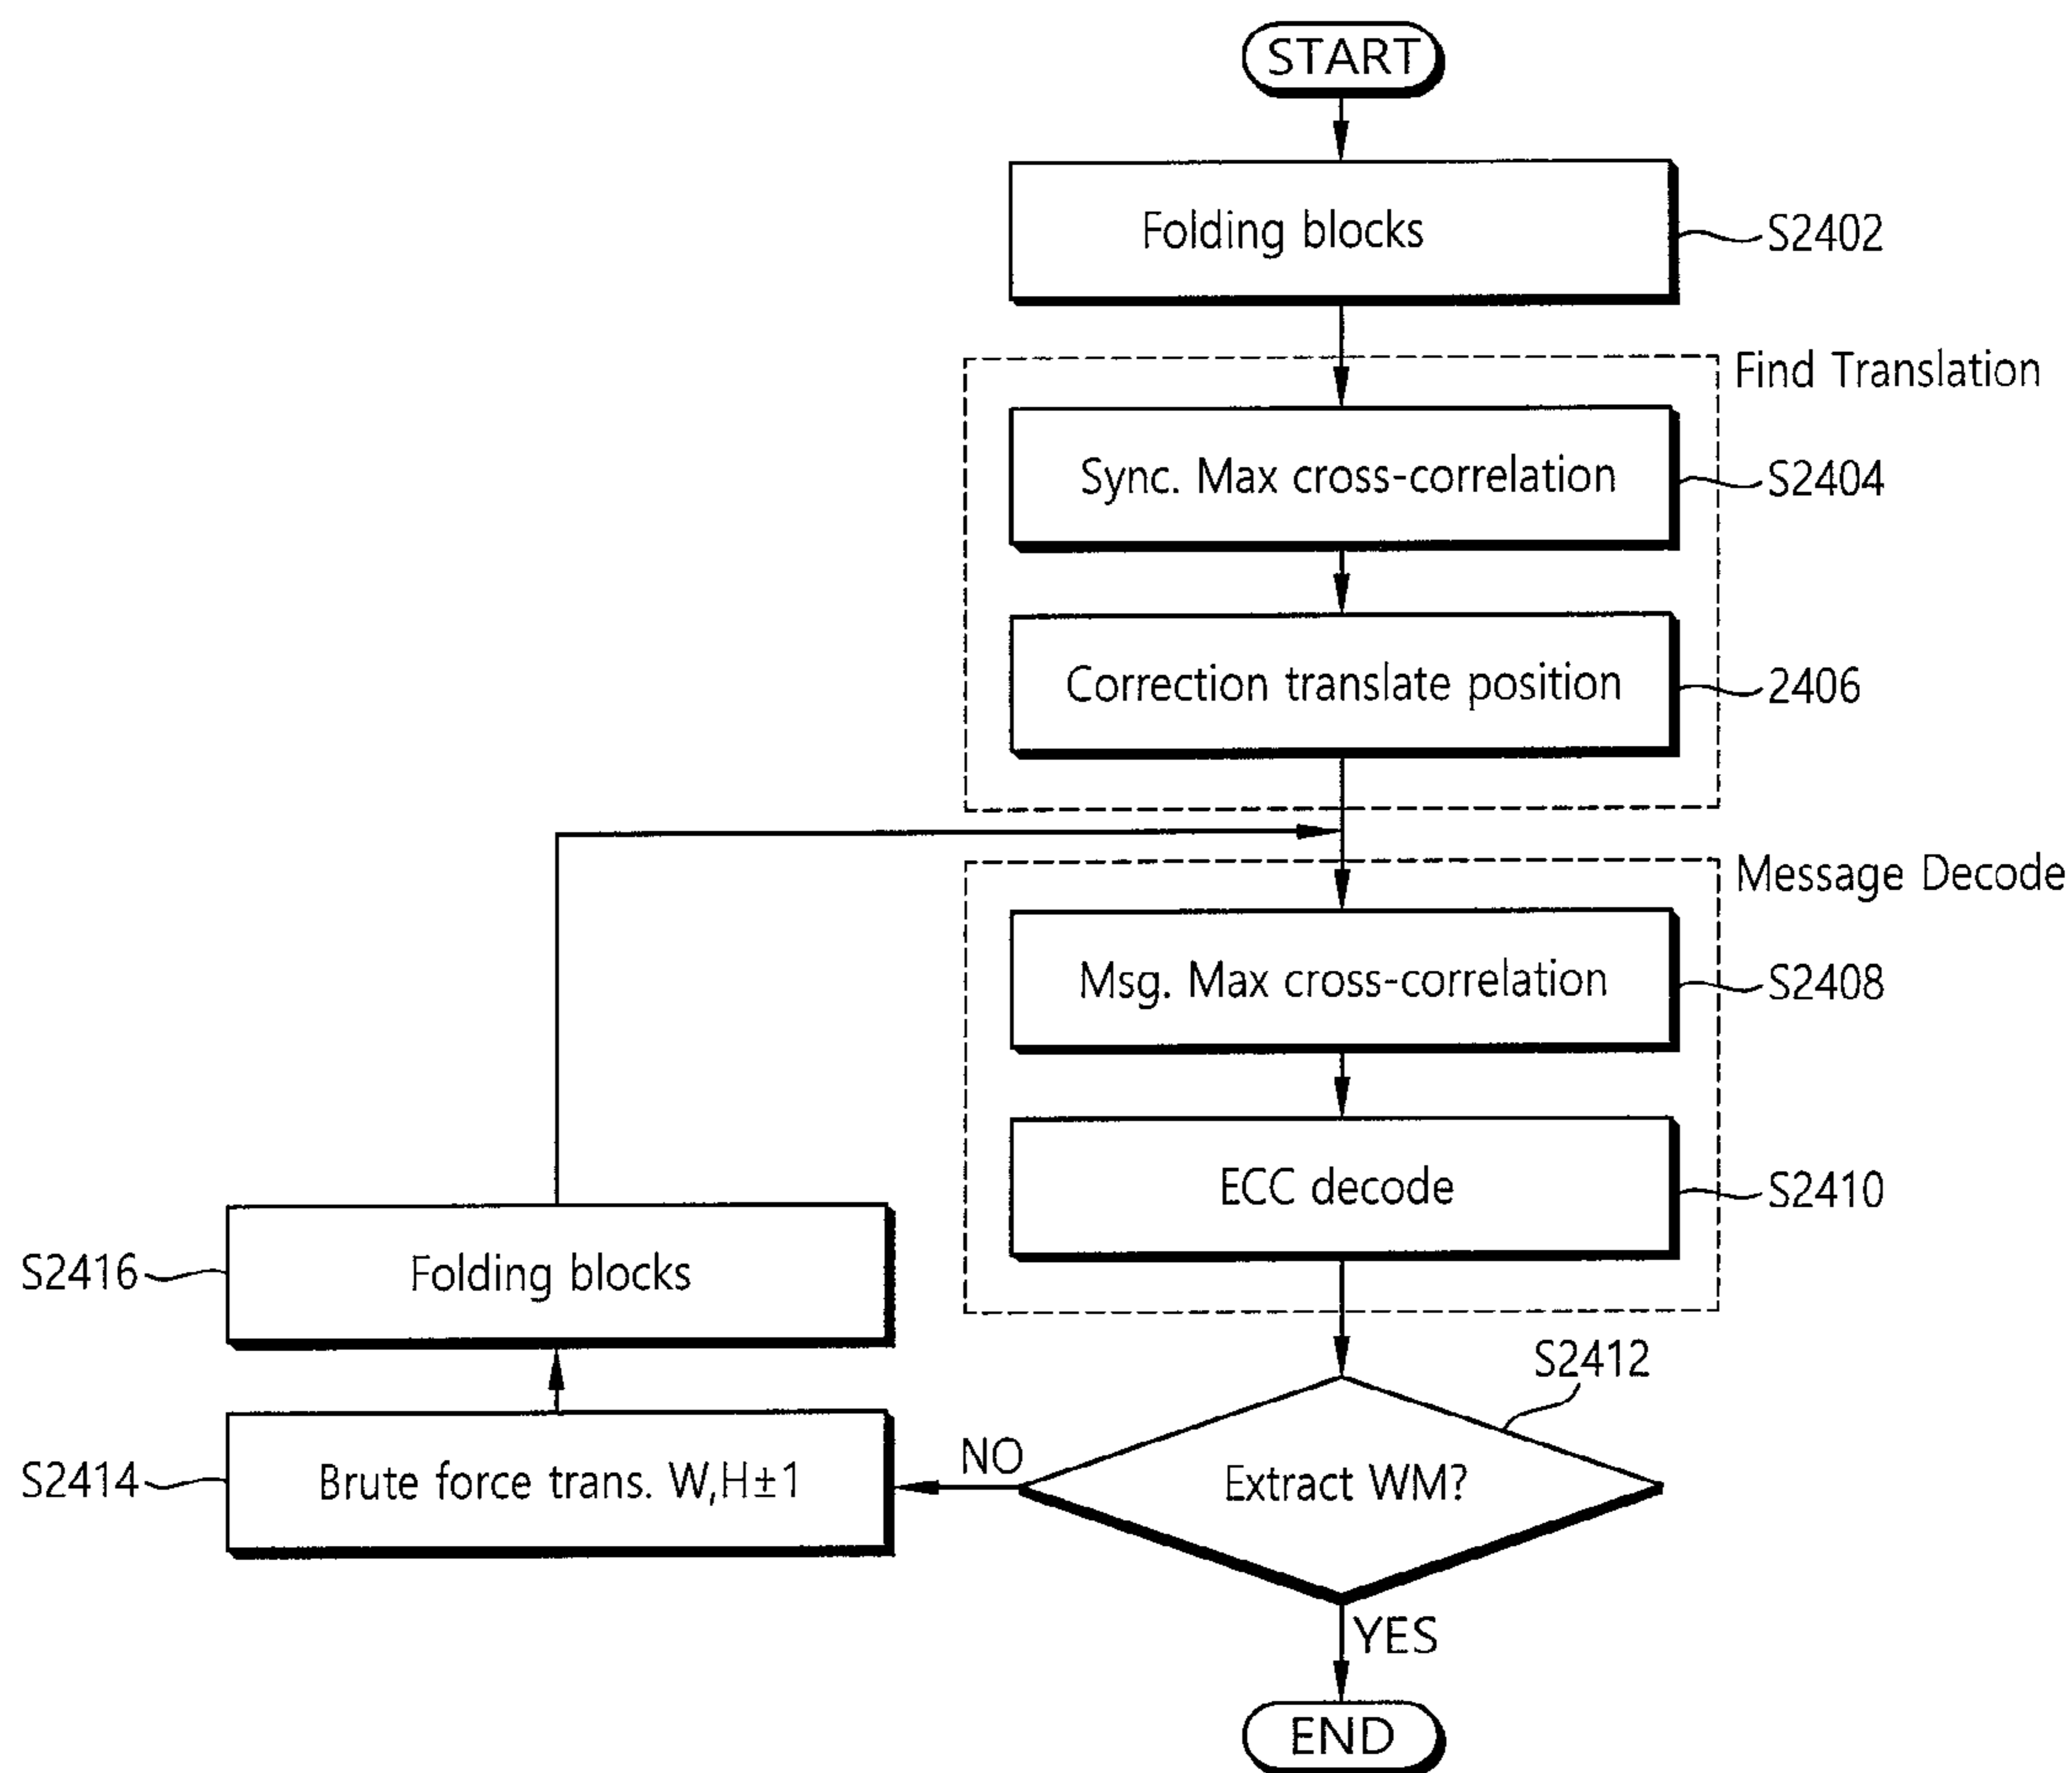 START
Folding blocks
S2402
Find Translation
Sync. Max cross-correlation
S2404
Correction translate position
2406
Message Decode
Msg. Max cross-correlation
S2408
ECC decode
S2410
S2412
Extract WM?
NO
YES
Brute force trans. W,H±1
S2414
Folding blocks
S2416
END